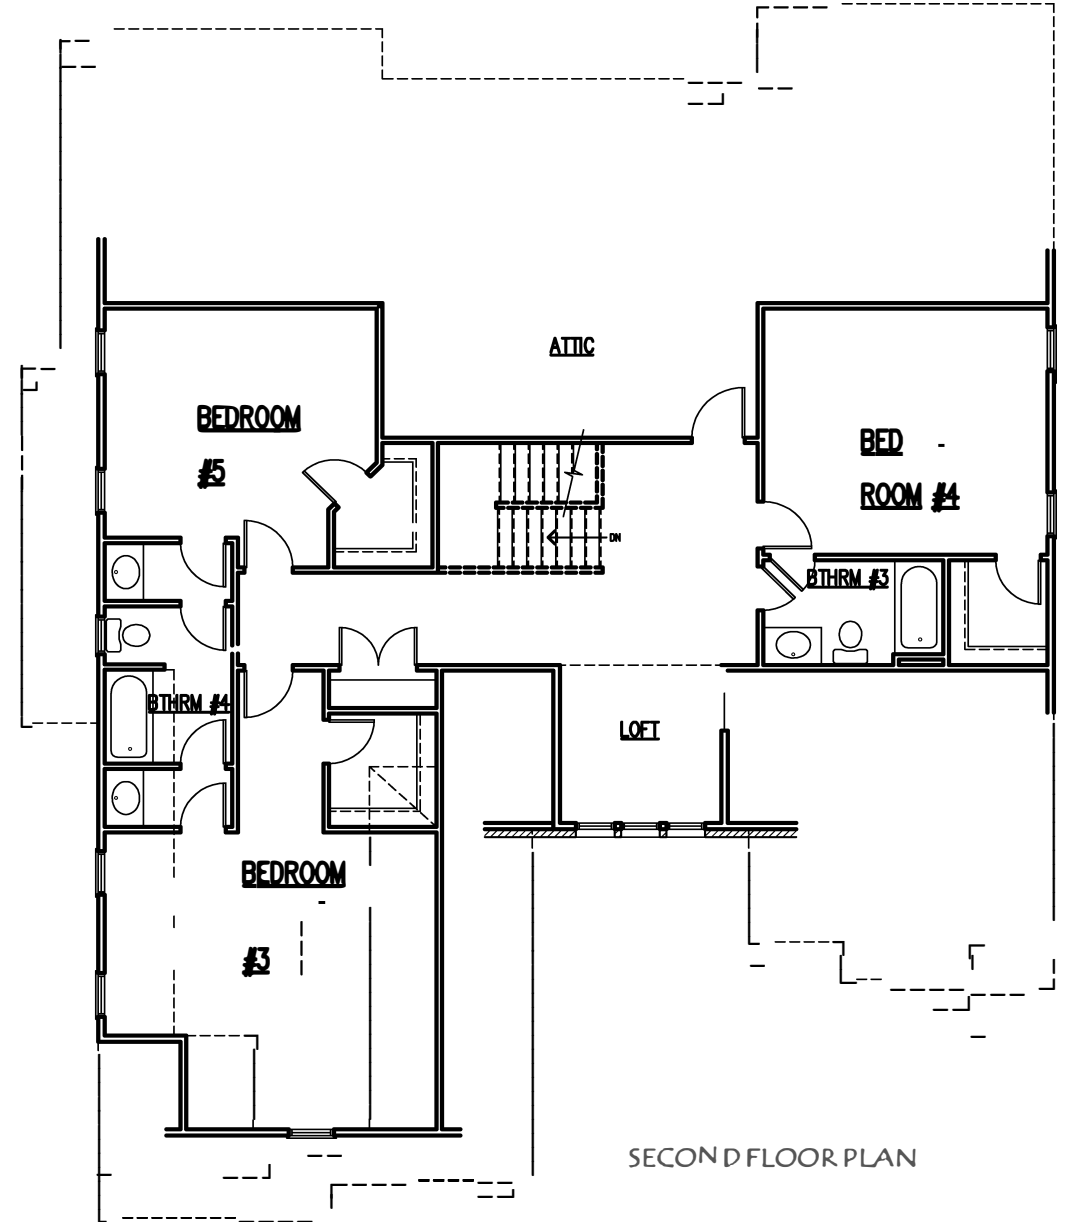 ATTIC
BEDROOM
#5
BED
ROOM #4
DN
BTHRM #3
BTHRM #4
LOFT
BEDROOM
#3
SECOND FLOOR PLAN